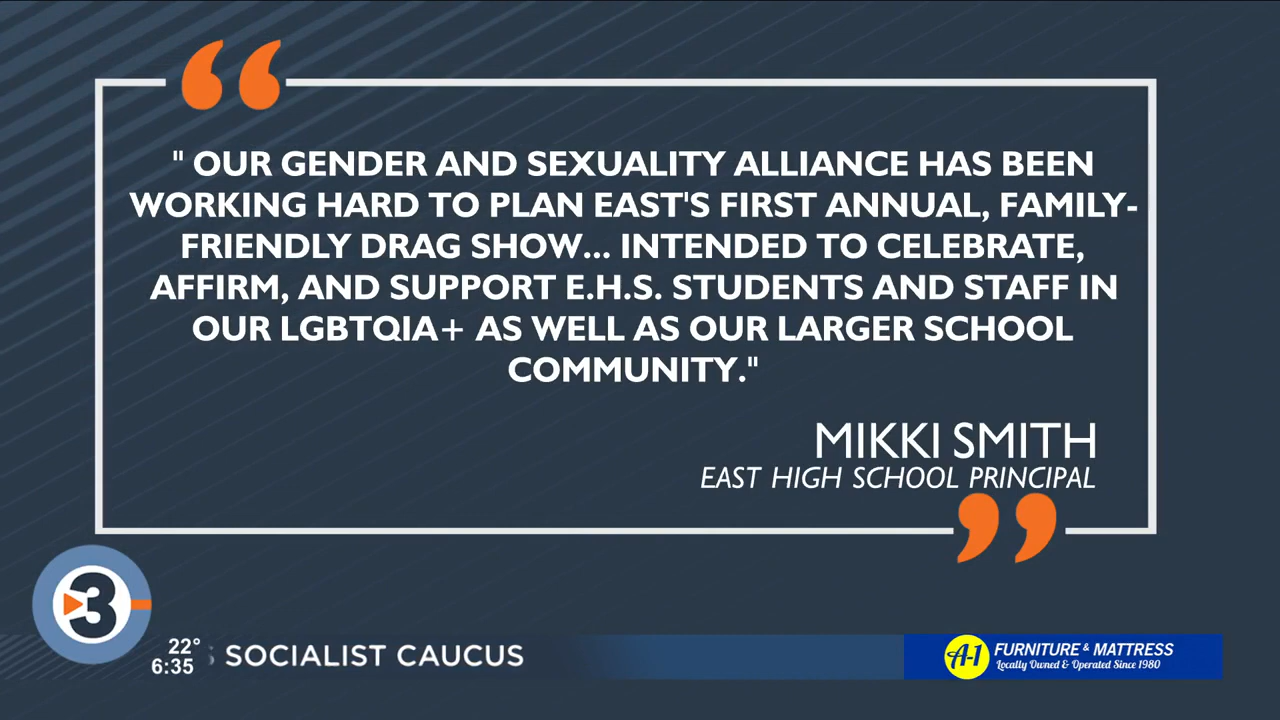 " OUR GENDER AND SEXUALITY ALLIANCE HAS BEEN
WORKING HARD TO PLAN EAST'S FIRST ANNUAL, FAMILY-
FRIENDLY DRAG SHOW... INTENDED TO CELEBRATE,
AFFIRM, AND SUPPORT E.H.S. STUDENTS AND STAFF IN
OUR LGBTQIA+ AS WELL AS OUR LARGER SCHOOL
COMMUNITY."
MIKKI SMITH
EAST HIGH SCHOOL PRINCIPAL
3
22°
6:35
SOCIALIST CAUCUS
A-1
FURNITURE & MATTRESS
Locally Owned & Operated Since 1980